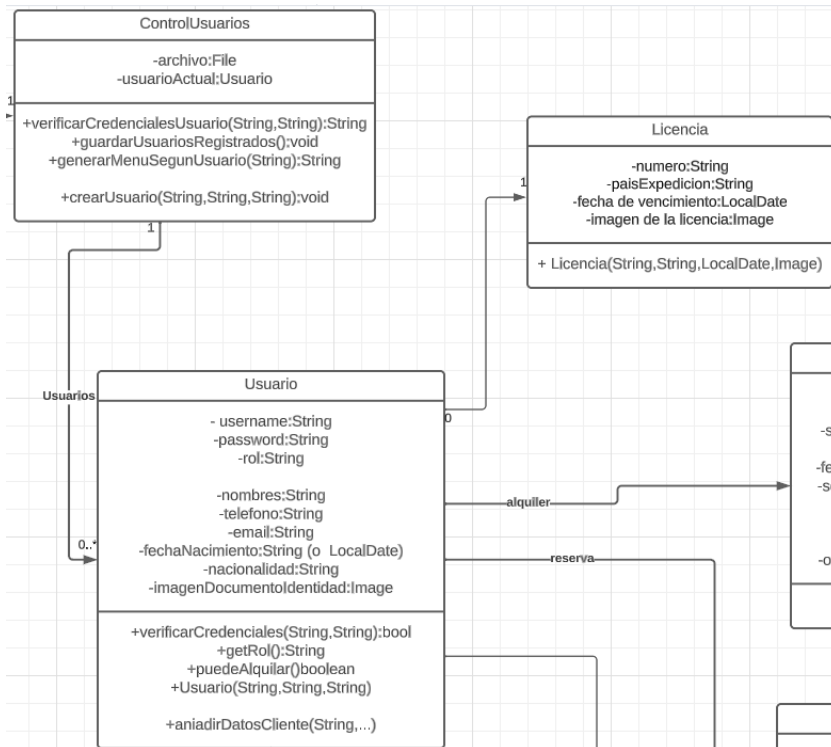 ControlUsuarios
-archivo:File
-usuarioActual:Usuario
1
+verificarCredencialesUsuario(String,String):String
+guardarUsuariosRegistrados():void
+generarMenuSegunUsuario(String):String
+crearUsuario(String,String,String):void
1
Licencia
1
-numero:String
-paisExpedicion:String
-fecha de vencimiento:LocalDate
-imagen de la licencia:Image
+ Licencia(String,String,LocalDate,Image)
Usuarios
0..*
Usuario
- username:String
-password:String
-rol:String
-nombres:String
-telefono:String
-email:String
-fechaNacimiento:String (o LocalDate)
-nacionalidad:String
-imagenDocumentoIdentidad:Image
+verificarCredenciales(String,String):bool
+getRol():String
+puedeAlquilar()boolean
+Usuario(String,String,String)
+aniadirDatosCliente(String,...)
0
alquiler
reserva
-s
-fe
-s
-o